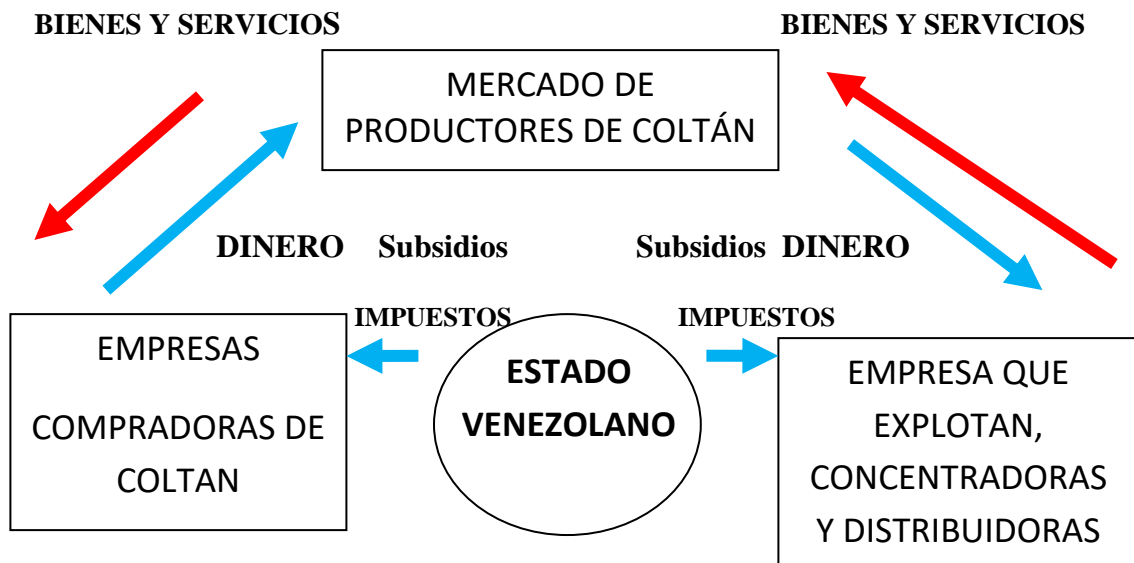 BIENES Y SERVICIOS
BIENES Y SERVICIOS
MERCADO DE
PRODUCTORES DE COLTÁN
DINERO Subsidios
Subsidios DINERO
IMPUESTOS
IMPUESTOS
EMPRESAS
COMPRADORAS DE
COLTAN
ESTADO
VENEZOLANO
EMPRESA QUE
EXPLOTAN,
CONCENTRADORAS
Y DISTRIBUIDORAS